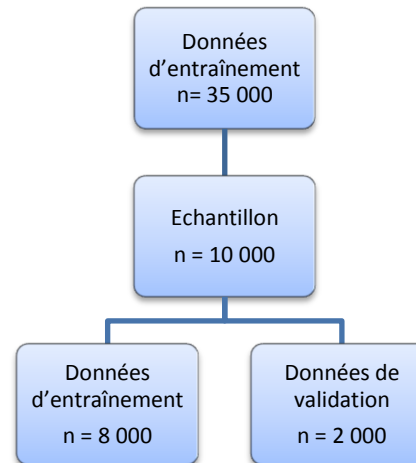 Données
d'entraînement
n= 35 000
Echantillon
n = 10 000
Données
d'entraînement
n = 8 000
Données de
validation
n = 2 000